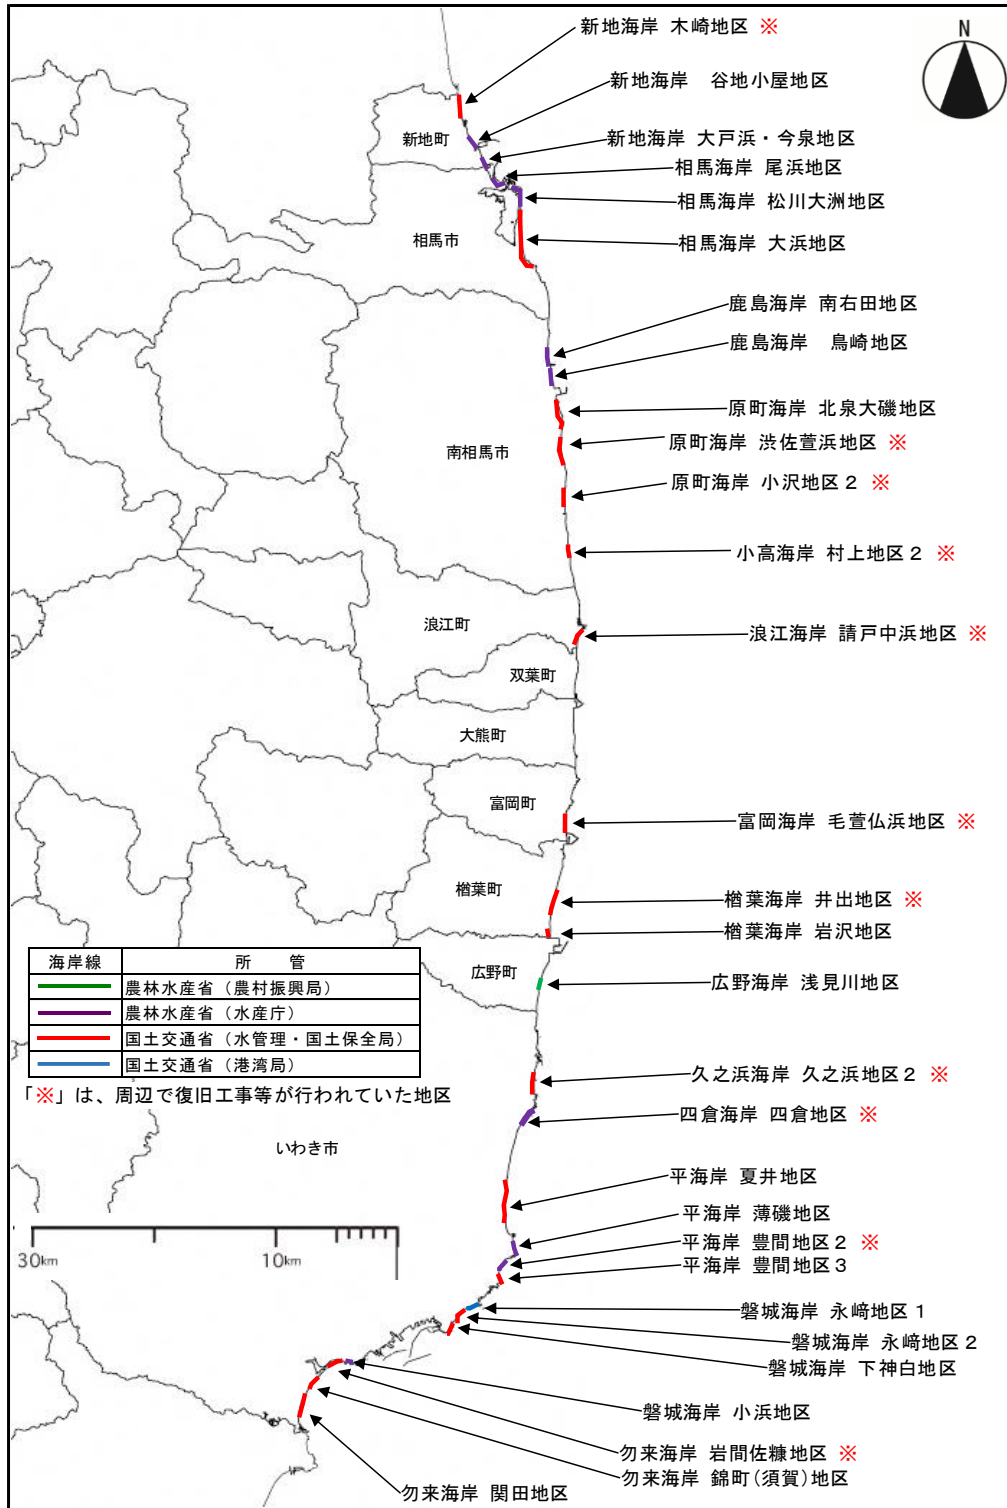 新地海岸 木崎地区 ※
N
新地海岸 谷地小屋地区
新地町
新地海岸 大戸浜・今泉地区
相馬海岸 尾浜地区
相馬海岸 松川大洲地区
相馬市
相馬海岸 大浜地区
鹿島海岸 南右田地区
鹿島海岸 烏崎地区
原町海岸 北泉大磯地区
原町海岸 渋佐萱浜地区 ※
南相馬市
原町海岸 小沢地区２ ※
小高海岸 村上地区２ ※
浪江町
浪江海岸 請戸中浜地区 ※
双葉町
大熊町
富岡町
富岡海岸 毛萱仏浜地区 ※
楢葉町
楢葉海岸 井出地区 ※
楢葉海岸 岩沢地区
広野町
広野海岸 浅見川地区
海岸線 所 管
農林水産省（農村振興局）
農林水産省（水産庁）
国土交通省（水管理・国土保全局）
国土交通省（港湾局）
「※」は、周辺で復旧工事等が行われていた地区
久之浜海岸 久之浜地区２ ※
四倉海岸 四倉地区 ※
いわき市
平海岸 夏井地区
平海岸 薄磯地区
平海岸 豊間地区２ ※
平海岸 豊間地区３
30km 10km
磐城海岸 永﨑地区１
磐城海岸 永﨑地区２
磐城海岸 下神白地区
磐城海岸 小浜地区
勿来海岸 岩間佐糠地区 ※
勿来海岸 錦町(須賀)地区
勿来海岸 関田地区